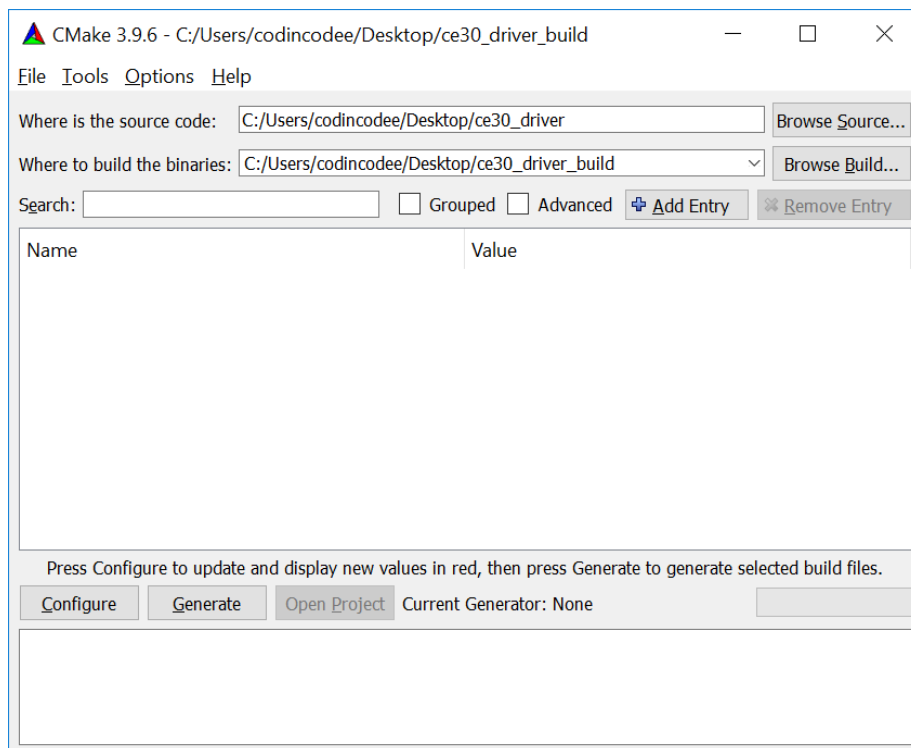 CMake 3.9.6 - C:/Users/codincodee/Desktop/ce30_driver_build
File Tools Options Help
Where is the source code: C:/Users/codincodee/Desktop/ce30_driver Browse Source...
Where to build the binaries: C:/Users/codincodee/Desktop/ce30_driver_build Browse Build...
Search: Grouped Advanced Add Entry Remove Entry
Name Value
Press Configure to update and display new values in red, then press Generate to generate selected build files.
Configure Generate Open Project Current Generator: None